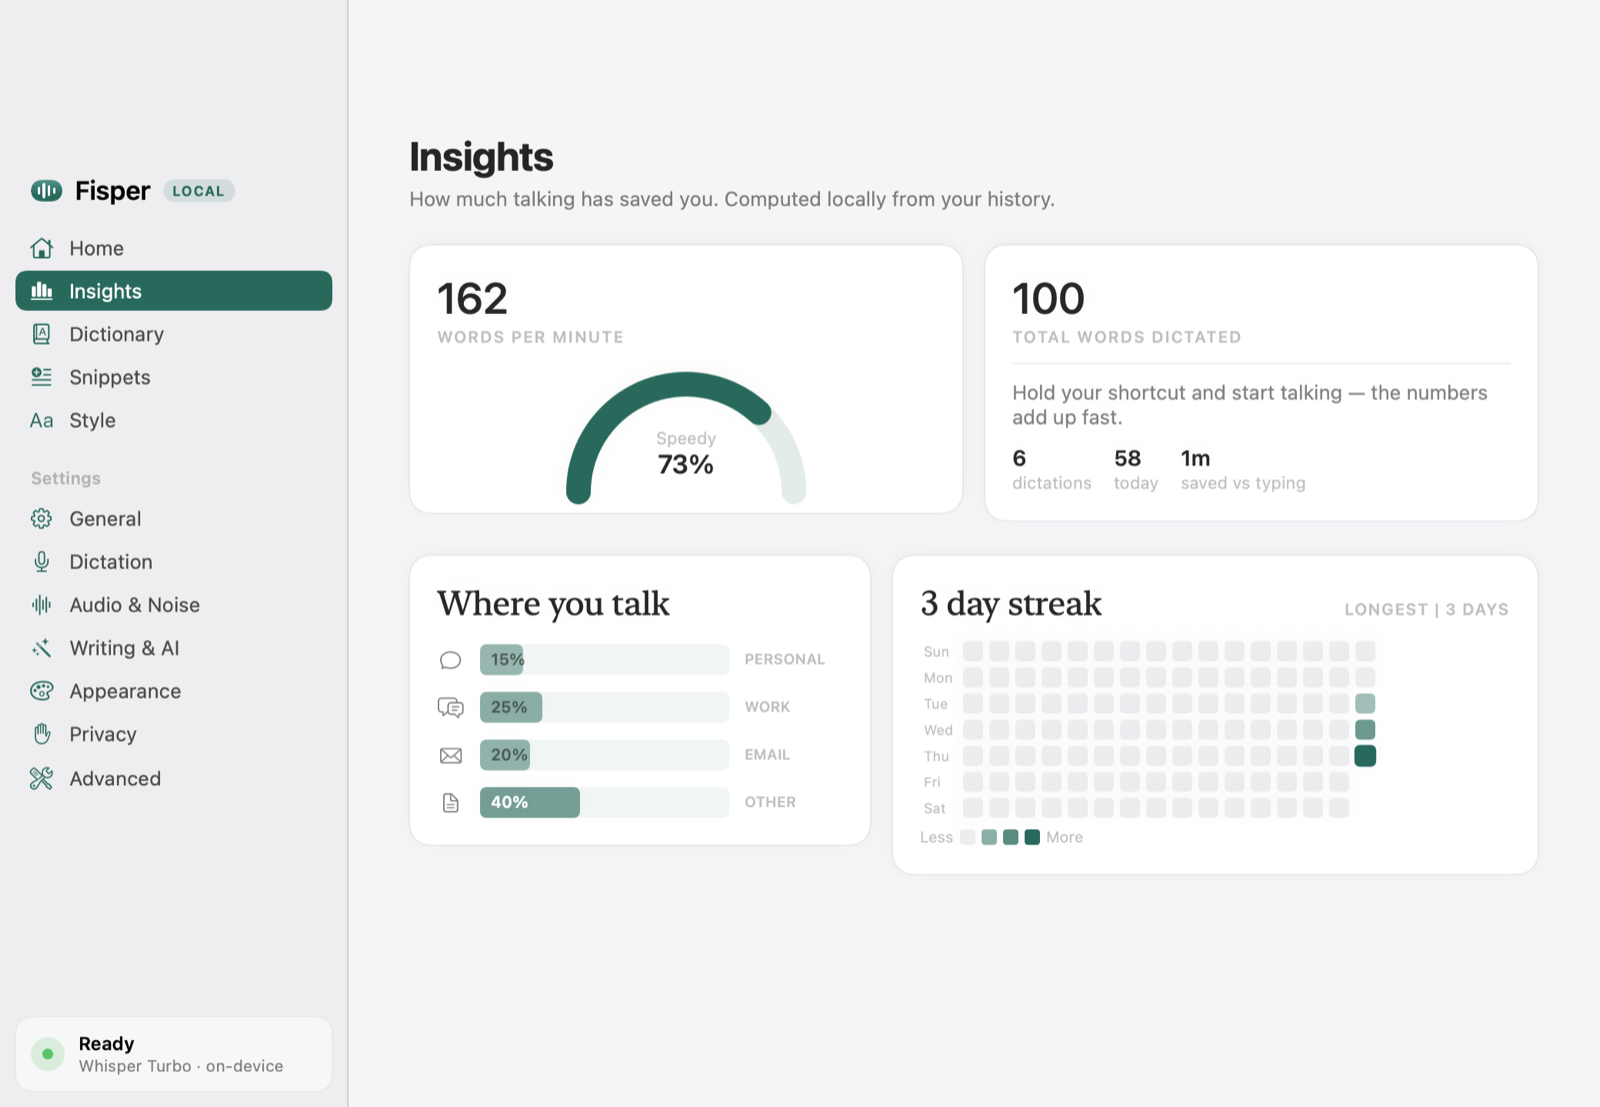 Fisper LOCAL
Home
Insights
Dictionary
Snippets
Aa Style
Settings
General
Dictation
Audio & Noise
Writing & AI
Appearance
Privacy
Advanced
Ready
Whisper Turbo · on-device
Insights
How much talking has saved you. Computed locally from your history.
162
WORDS PER MINUTE
Speedy
73%
100
TOTAL WORDS DICTATED
Hold your shortcut and start talking — the numbers
add up fast.
6 58 1m
dictations today saved vs typing
Where you talk
15% PERSONAL
25% WORK
20% EMAIL
40% OTHER
3 day streak LONGEST | 3 DAYS
Sun
Mon
Tue
Wed
Thu
Fri
Sat
Less More